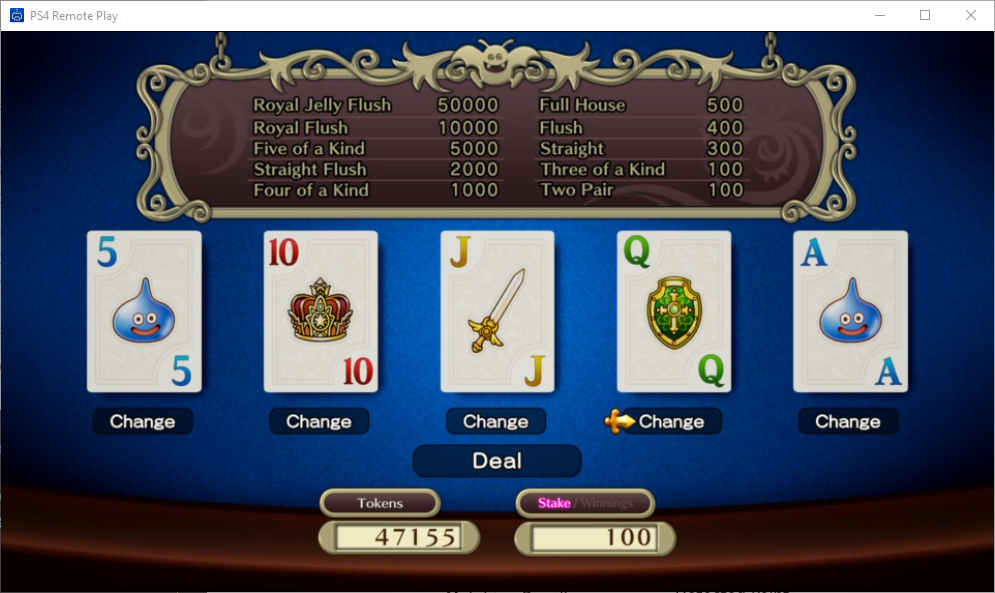 PS4 Remote Play
Royal Jelly Flush 50000 Full House 500
Royal Flush 10000 Flush 400
Five of a Kind 5000 Straight 300
Straight Flush 2000 Three of a Kind 100
Four of a Kind 1000 Two Pair 100
5 10 J Q A
5 10 J Q A
Change Change Change Change Change
Deal
Tokens Stake / Winnings
47155 100